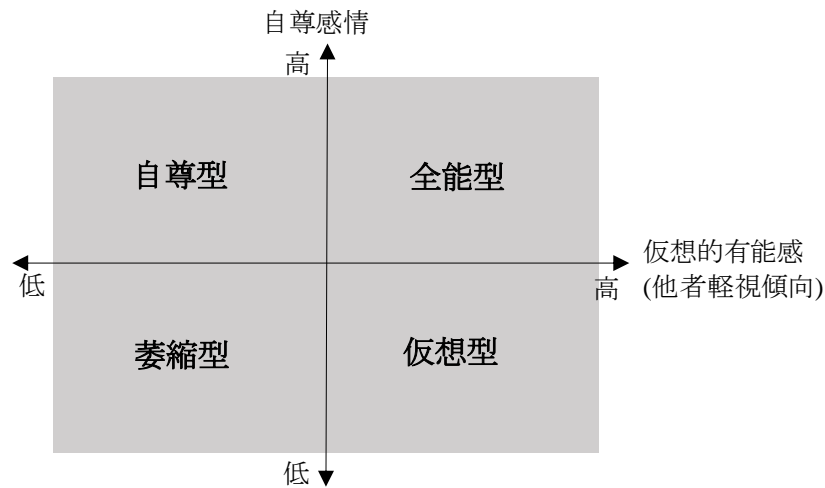 自尊感情
高
自尊型
全能型
仮想的有能感
(他者軽視傾向)
低
高
萎縮型
仮想型
低